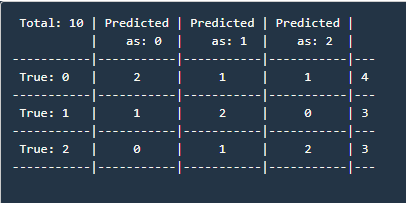 Total: 10 | Predicted | Predicted | Predicted |
          |    as: 0  |    as: 1  |    as: 2  |
----------|-----------|-----------|-----------|---
 True: 0  |     2     |     1     |     1     | 4
----------|-----------|-----------|-----------|---
 True: 1  |     1     |     2     |     0     | 3
----------|-----------|-----------|-----------|---
 True: 2  |     0     |     1     |     2     | 3
----------|-----------|-----------|-----------|---